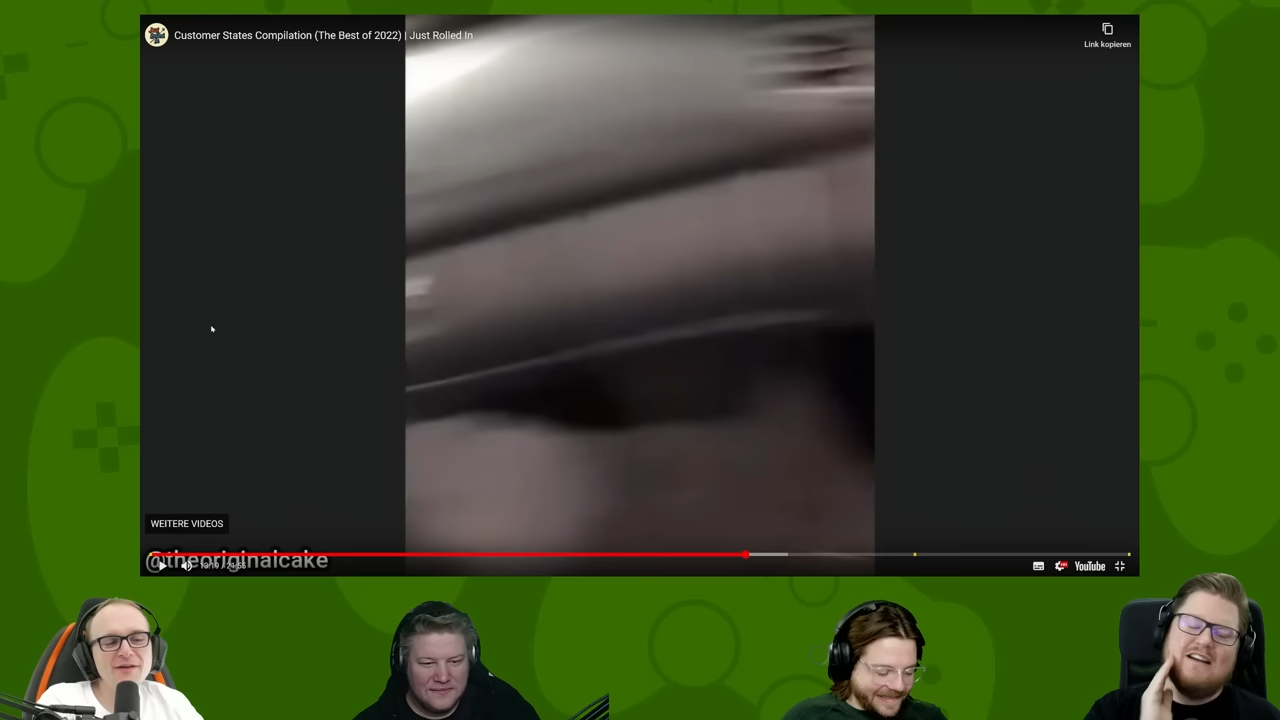 Customer States Compilation (The Best of 2022) | Just Rolled In
Link kopieren
WEITERE VIDEOS
@theoriginalcake
YouTube